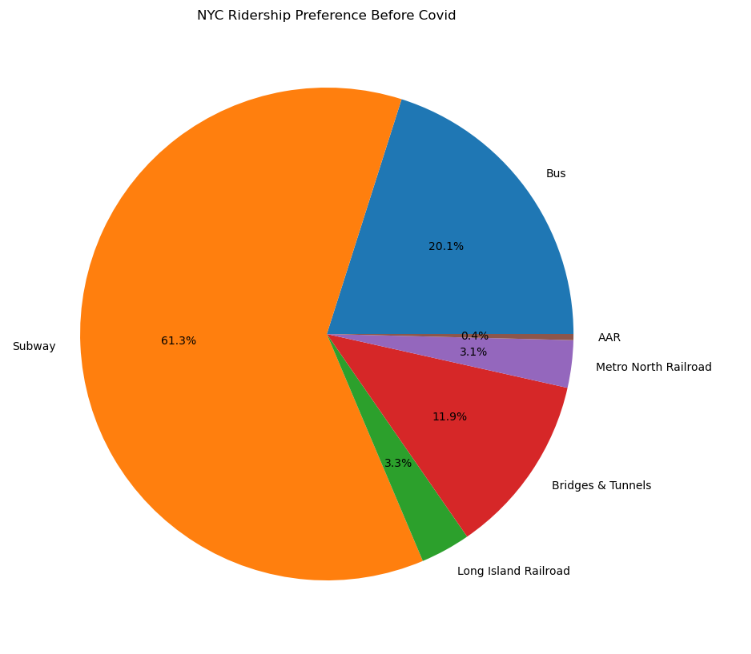 NYC Ridership Preference Before Covid
Bus
20.1%
61.3%
Subway
0.4%
AAR
3.1%
Metro North Railroad
11.9%
Bridges & Tunnels
3.3%
Long Island Railroad